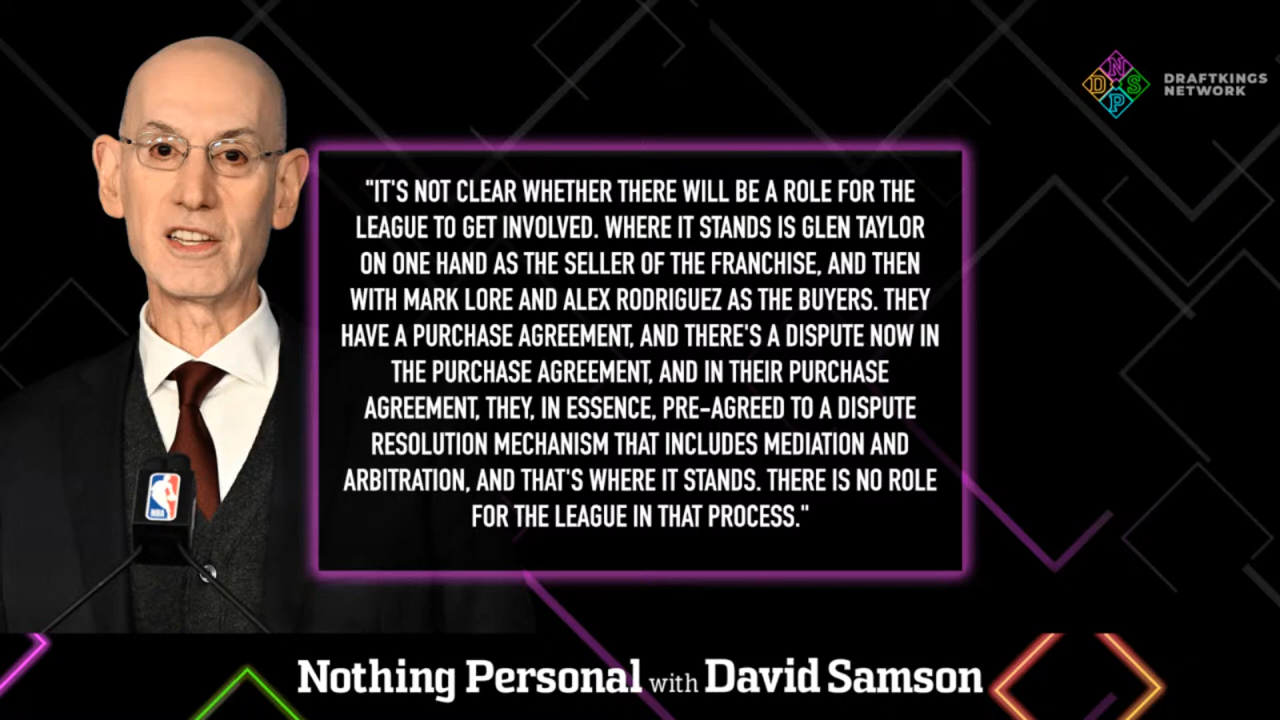 N
D S
P
DRAFTKINGS
NETWORK
"IT'S NOT CLEAR WHETHER THERE WILL BE A ROLE FOR THE
LEAGUE TO GET INVOLVED. WHERE IT STANDS IS GLEN TAYLOR
ON ONE HAND AS THE SELLER OF THE FRANCHISE, AND THEN
WITH MARK LORE AND ALEX RODRIGUEZ AS THE BUYERS. THEY
HAVE A PURCHASE AGREEMENT, AND THERE'S A DISPUTE NOW IN
THE PURCHASE AGREEMENT, AND IN THEIR PURCHASE
AGREEMENT, THEY, IN ESSENCE, PRE-AGREED TO A DISPUTE
RESOLUTION MECHANISM THAT INCLUDES MEDIATION AND
ARBITRATION, AND THAT'S WHERE IT STANDS. THERE IS NO ROLE
FOR THE LEAGUE IN THAT PROCESS."
NBA
Nothing Personal with David Samson